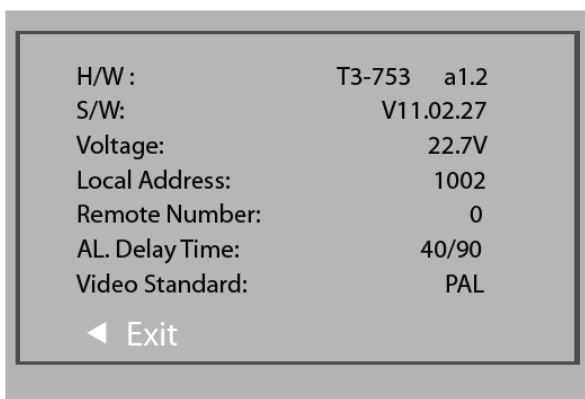 H/W : T3-753 a1.2
S/W: V11.02.27
Voltage: 22.7V
Local Address: 1002
Remote Number: 0
AL. Delay Time: 40/90
Video Standard: PAL
◀ Exit